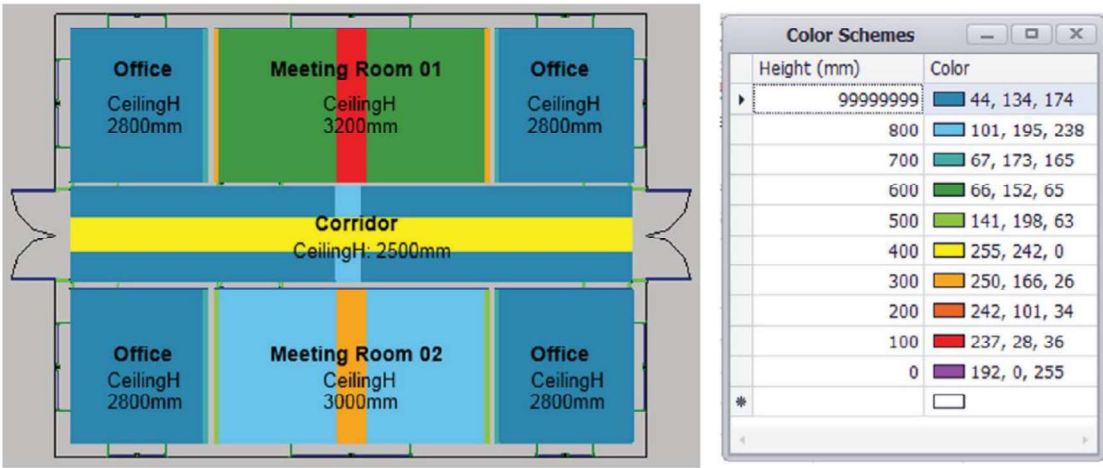 Office
CeilingH
2800mm
Meeting Room 01
CeilingH
3200mm
Office
CeilingH
2800mm
Corridor
CeilingH: 2500mm
Office
CeilingH
2800mm
Meeting Room 02
CeilingH
3000mm
Office
CeilingH
2800mm
Color Schemes
Height (mm) Color
99999999 44, 134, 174
800 101, 195, 238
700 67, 173, 165
600 66, 152, 65
500 141, 198, 63
400 255, 242, 0
300 250, 166, 26
200 242, 101, 34
100 237, 28, 36
0 192, 0, 255